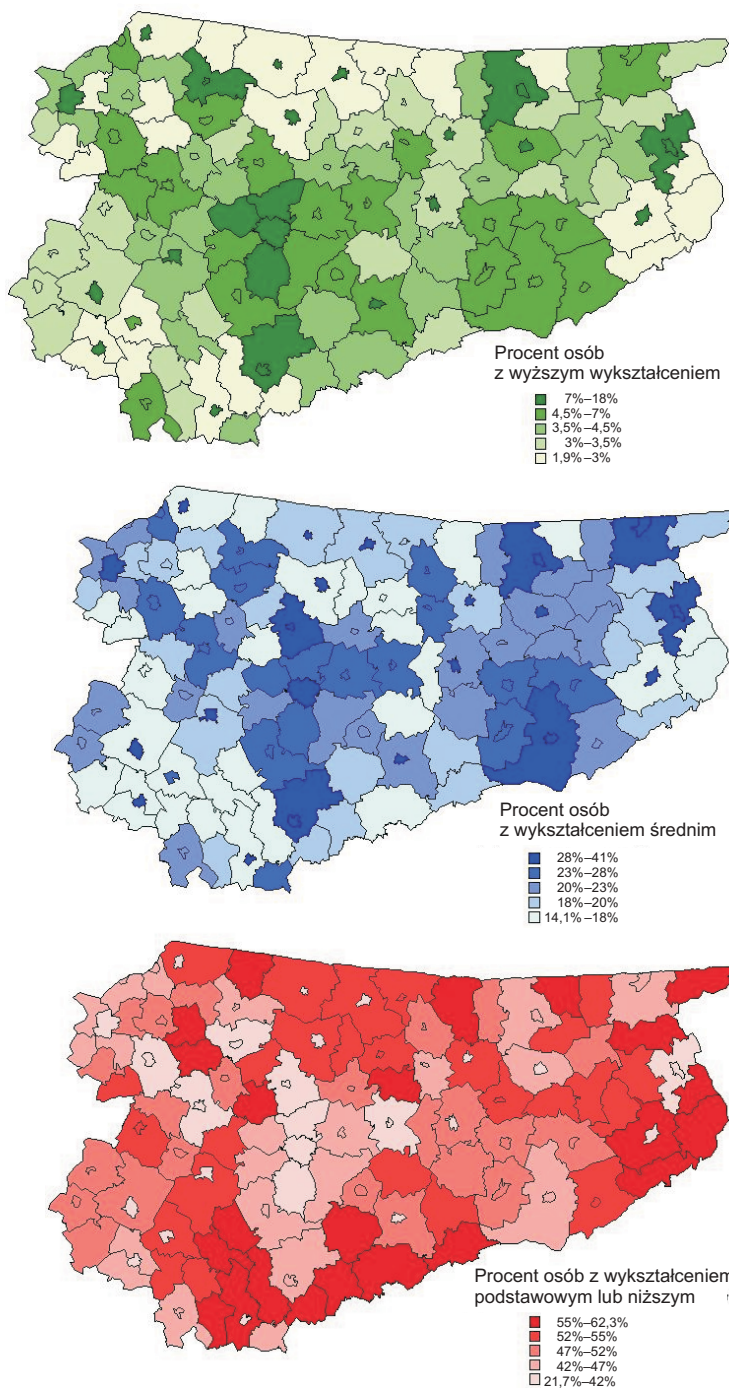 Procent osób
z wyższym wykształceniem
7%–18%
4,5%–7%
3,5%–4,5%
3%–3,5%
1,9%–3%
Procent osób
z wykształceniem średnim
28%–41%
23%–28%
20%–23%
18%–20%
14,1%–18%
Procent osób z wykształceniem
podstawowym lub niższym
55%–62,3%
52%–55%
47%–52%
42%–47%
21,7%–42%